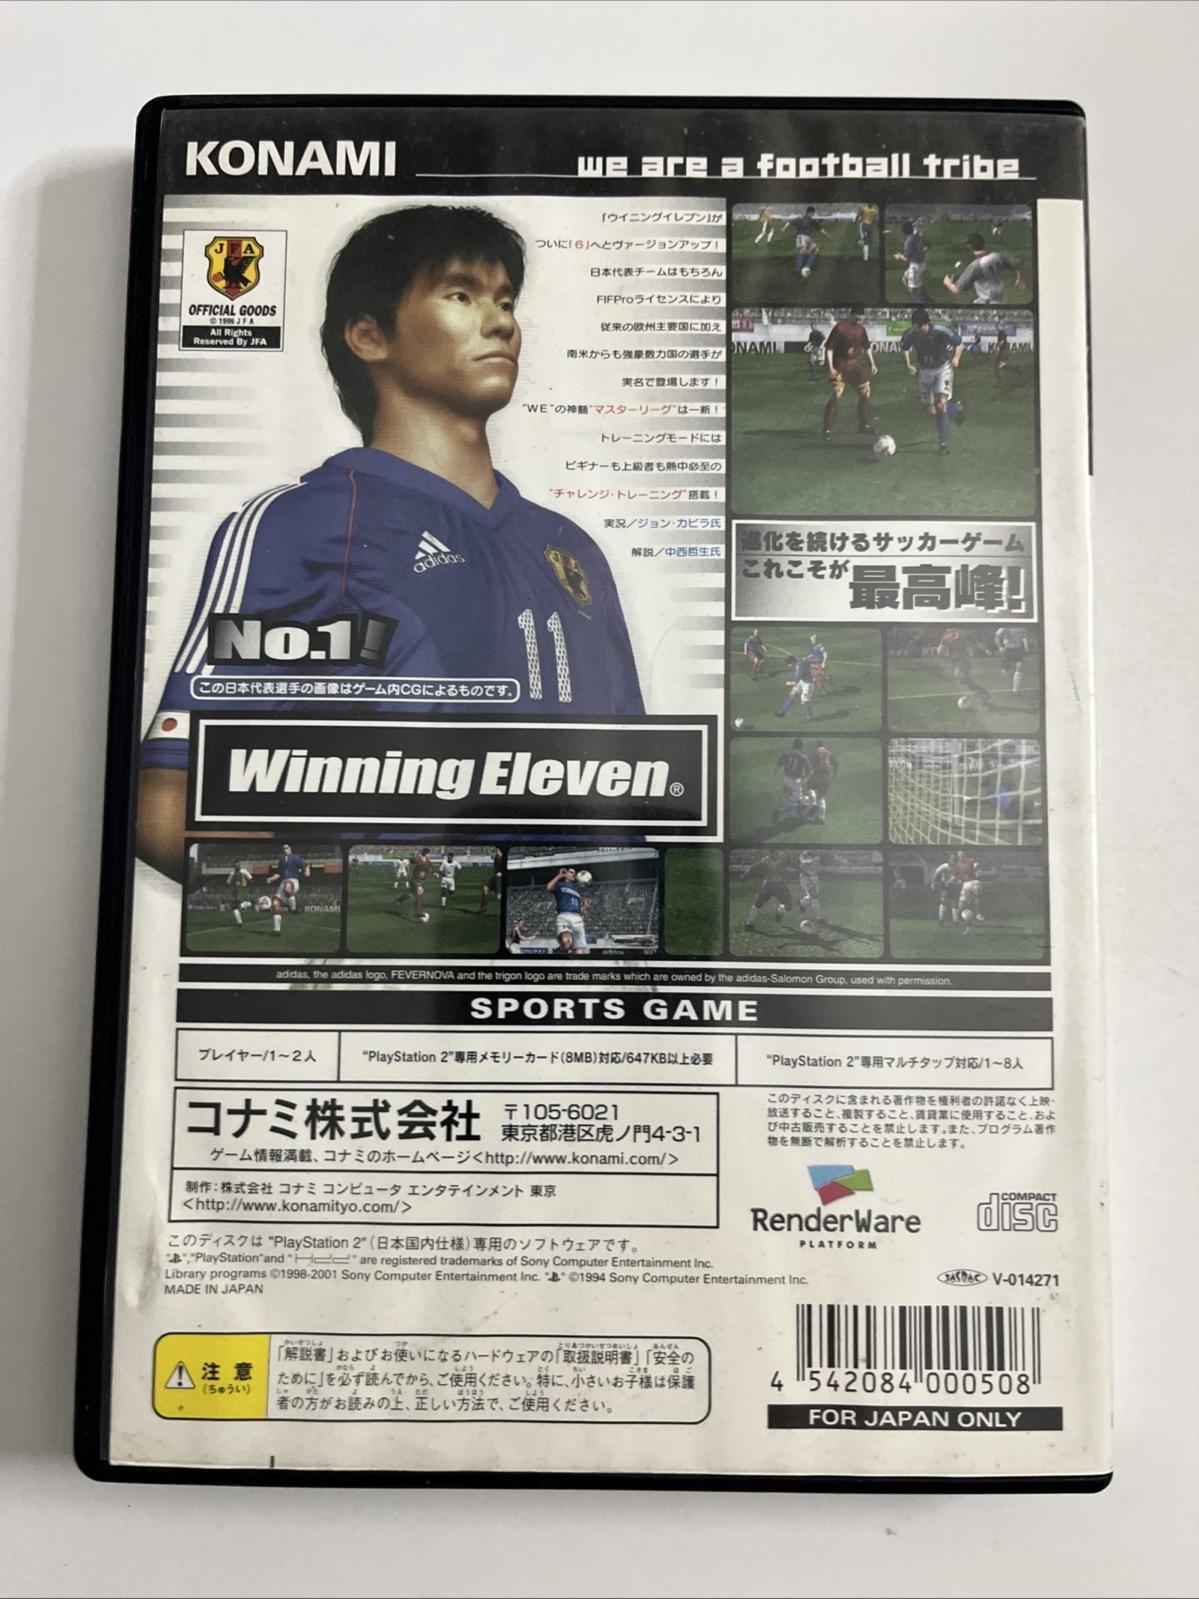 KONAMI
we are a football tribe
JFA
OFFICIAL GOODS
© 1996 J F A
All Rights
Reserved By JFA
「ウイニングイレブン」が
ついに「6」へとヴァージョンアップ！
日本代表チームはもちろん
FIFProライセンスにより
従来の欧州主要国に加え
南米からも強豪数カ国の選手が
実名で登場します！
"WE"の神髄"マスターリーグ"は一新！
トレーニングモードには
ビギナーも上級者も熱中必至の
"チャレンジ・トレーニング"搭載！
実況／ジョン・カビラ氏
解説／中西哲生氏
KONAMI
進化を続けるサッカーゲーム
これこそが最高峰！
adidas
11
No.1!
この日本代表選手の画像はゲーム内CGによるものです。
Winning Eleven®
KONAMI
adidas, the adidas logo, FEVERNOVA and the trigon logo are trade marks which are owned by the adidas-Salomon Group, used with permission.
SPORTS GAME
プレイヤー/1〜2人
"PlayStation 2"専用メモリーカード(8MB)対応/647KB以上必要
"PlayStation 2"専用マルチタップ対応/1〜8人
コナミ株式会社
〒105-6021
東京都港区虎ノ門4-3-1
ゲーム情報満載、コナミのホームページ<http://www.konami.com/>
制作：株式会社 コナミ コンピュータ エンタテインメント 東京
<http://www.konamityo.com/>
このディスクに含まれる著作物を権利者の許諾なく上映・
放送すること、複製すること、賃貸業に使用すること、およ
び中古販売することを禁止します。また、プログラム著作
物を無断で解析することを禁止します。
RenderWare
PLATFORM
COMPACT
disc
このディスクは "PlayStation 2" (日本国内仕様) 専用のソフトウェアです。
"PlayStation"and " " are registered trademarks of Sony Computer Entertainment Inc.
Library programs ©1998-2001 Sony Computer Entertainment Inc. " " ©1994 Sony Computer Entertainment Inc.
MADE IN JAPAN
JASRAC V-014271
注意
(ちゅうい)
「解説書」およびお使いになるハードウェアの「取扱説明書」「安全の
ために」を必ず読んでから、ご使用ください。特に、小さいお子様は保護
者の方がお読みの上、正しい方法で、ご使用ください。
4 542084 000508
FOR JAPAN ONLY